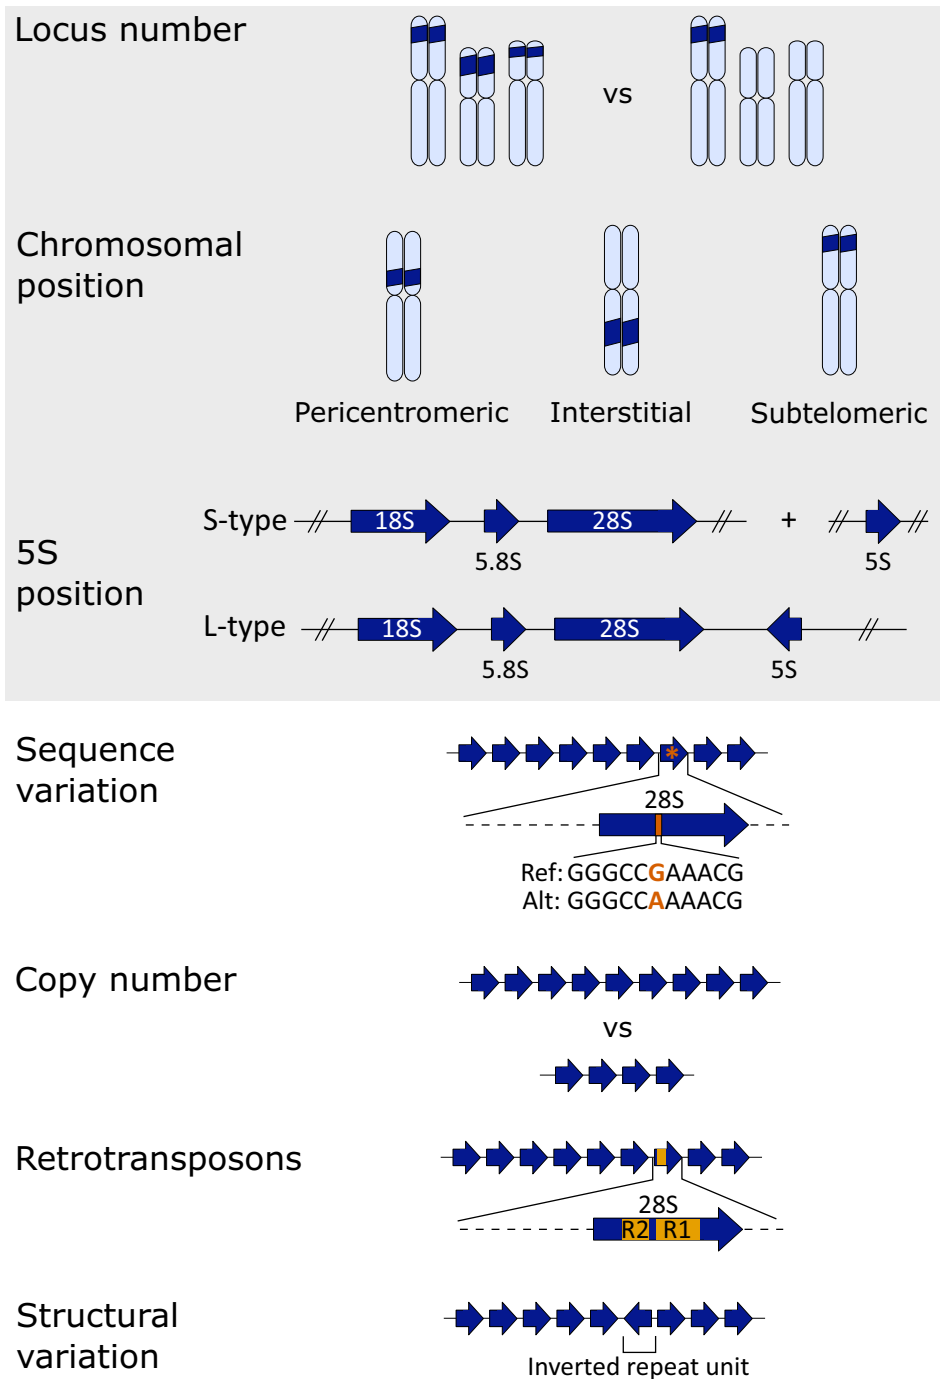 Locus number
vs
Chromosomal
position
Pericentromeric
Interstitial
Subtelomeric
5S
position
S-type
18S
5.8S
28S
+
5S
L-type
18S
5.8S
28S
5S
Sequence
variation
*
28S
Ref: GGGCCGAAACG
Alt: GGGCCAAAACG
Copy number
vs
Retrotransposons
28S
R2 R1
Structural
variation
Inverted repeat unit